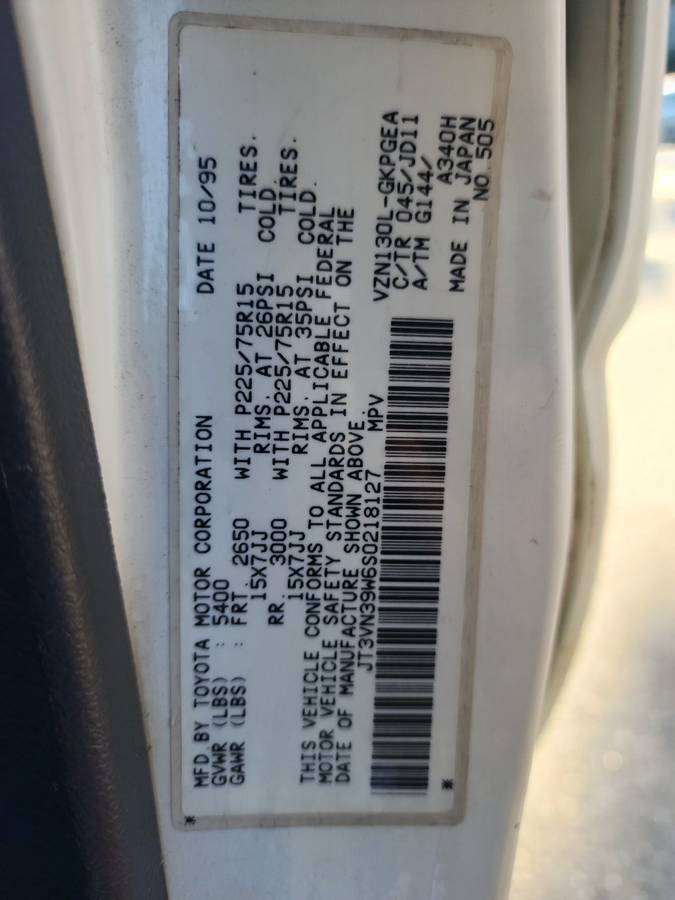 MFD. BY TOYOTA MOTOR CORPORATION DATE 10/95
GVWR (LBS) : 5400
GAWR (LBS) : FRT. 2650 WITH P225/75R15 TIRES.
15X7JJ RIMS. AT 26PSI COLD.
RR. 3000 WITH P225/75R15 TIRES.
15X7JJ RIMS. AT 35PSI COLD.
THIS VEHICLE CONFORMS TO ALL APPLICABLE FEDERAL
MOTOR VEHICLE SAFETY STANDARDS IN EFFECT ON THE
DATE OF MANUFACTURE SHOWN ABOVE.
JT3VN39W6S0218127 MPV
VZN130L-GKPGEA
C/TR 045/JD11
A/TM G144/
A340H
MADE IN JAPAN
NO. 505